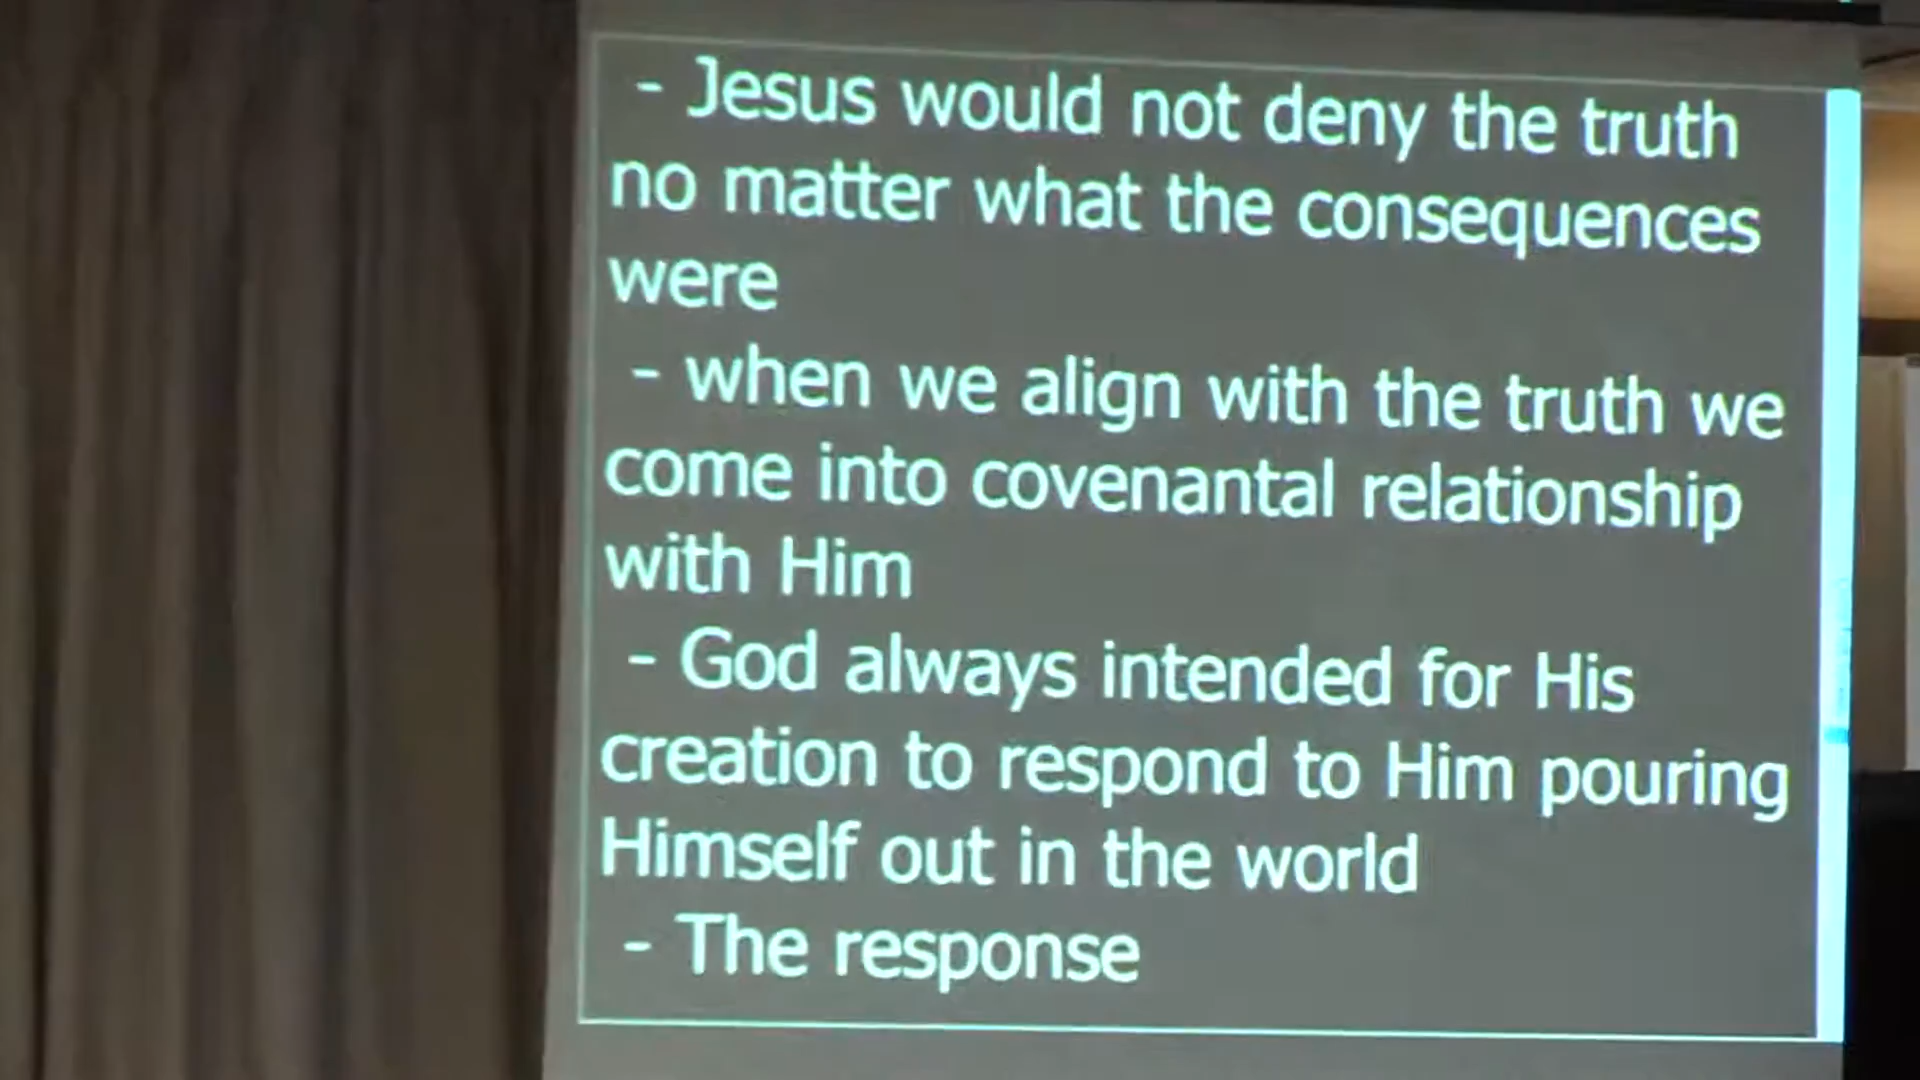 - Jesus would not deny the truth
no matter what the consequences
were
- when we align with the truth we
come into covenantal relationship
with Him
- God always intended for His
creation to respond to Him pouring
Himself out in the world
- The response